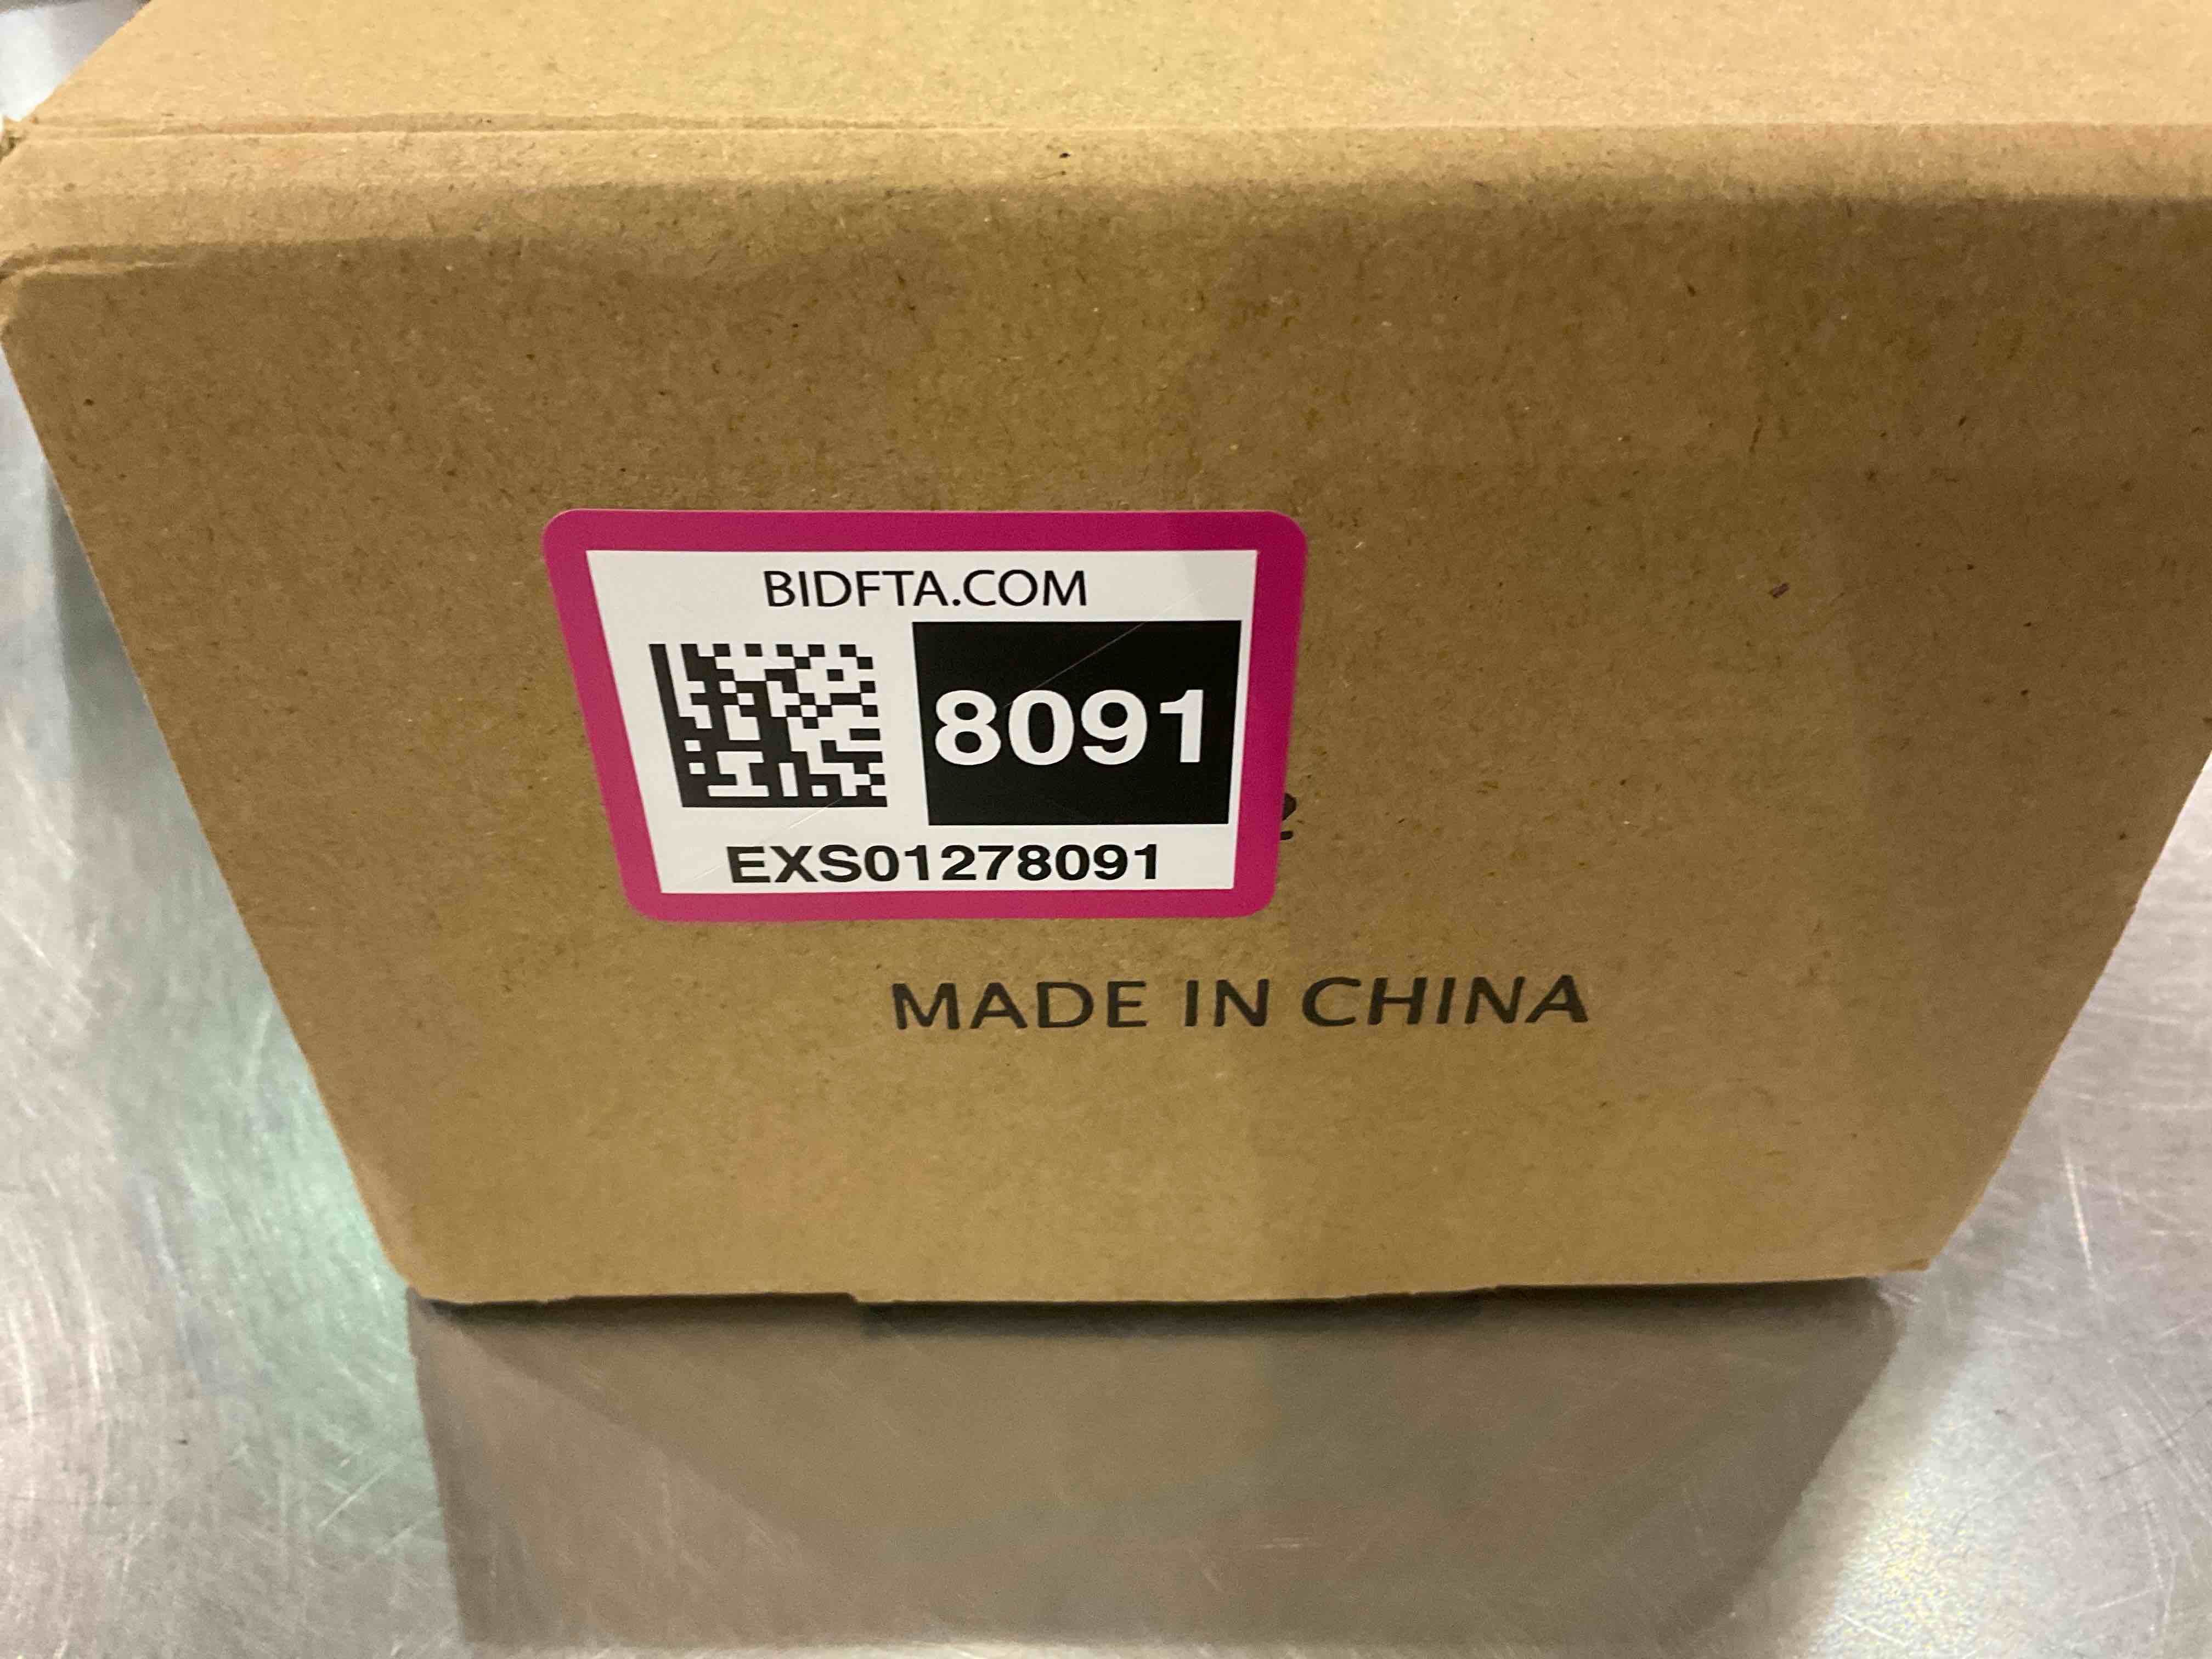 BIDFTA.COM
8091
EXS01278091
MADE IN CHINA